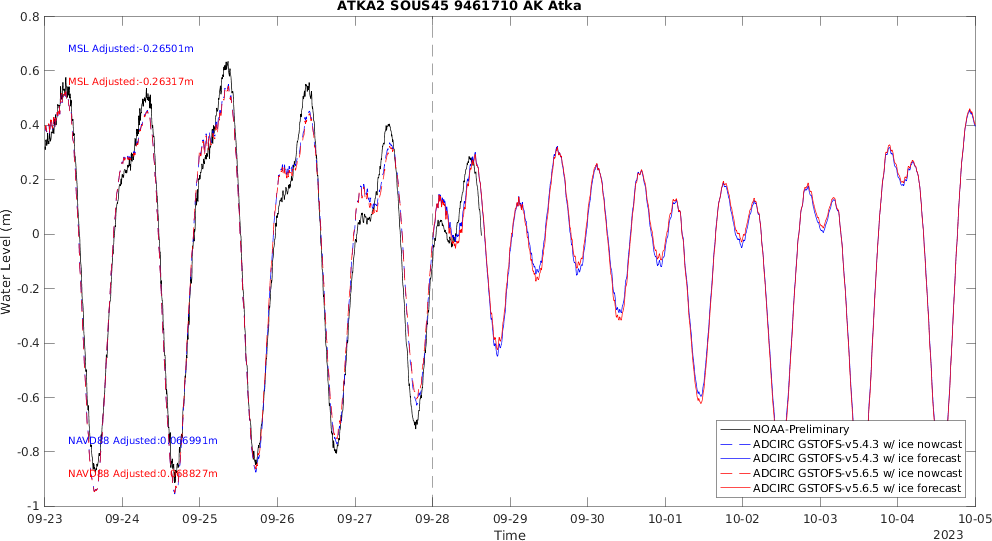 ATKA2 SOUS45 9461710 AK Atka
0.8
0.6
0.4
0.2
0
-0.2
-0.4
-0.6
-0.8
-1
Water Level (m)
MSL Adjusted:-0.26501m
MSL Adjusted:-0.26317m
NAVD88 Adjusted:0.066991m
NAVD88 Adjusted:0.068827m
NOAA-Preliminary
ADCIRC GSTOFS-v5.4.3 w/ ice nowcast
ADCIRC GSTOFS-v5.4.3 w/ ice forecast
ADCIRC GSTOFS-v5.6.5 w/ ice nowcast
ADCIRC GSTOFS-v5.6.5 w/ ice forecast
09-23 09-24 09-25 09-26 09-27 09-28 09-29 09-30 10-01 10-02 10-03 10-04 10-05
Time
2023